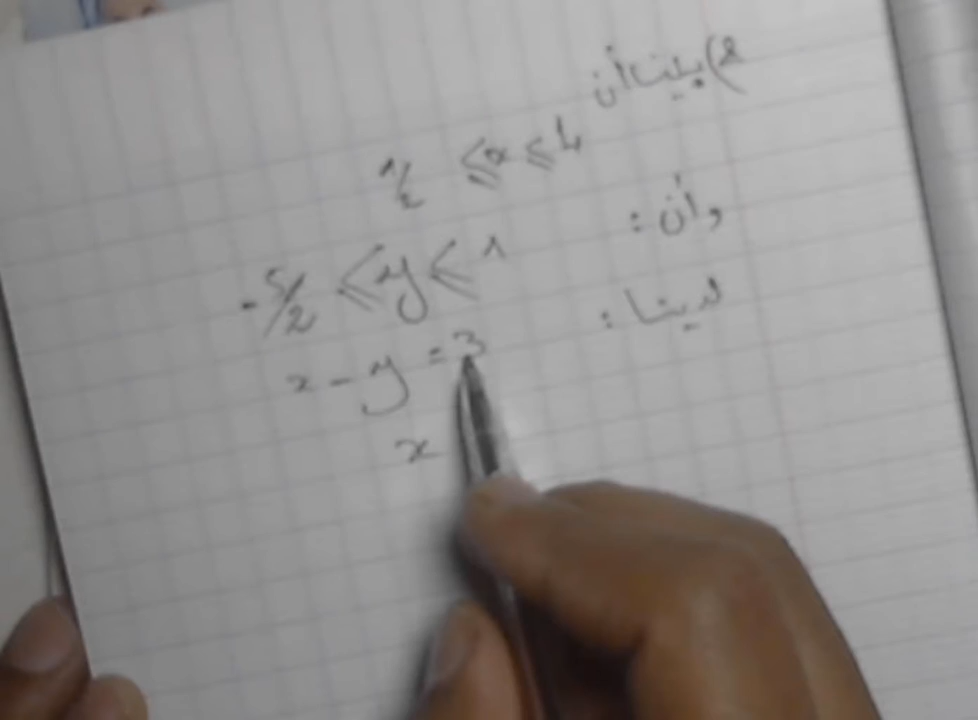 2) بين أن
1/2 ≤ x ≤ 4
وأن :
-5/2 ≤ y ≤ 1
لدينا :
x - y = 3
x